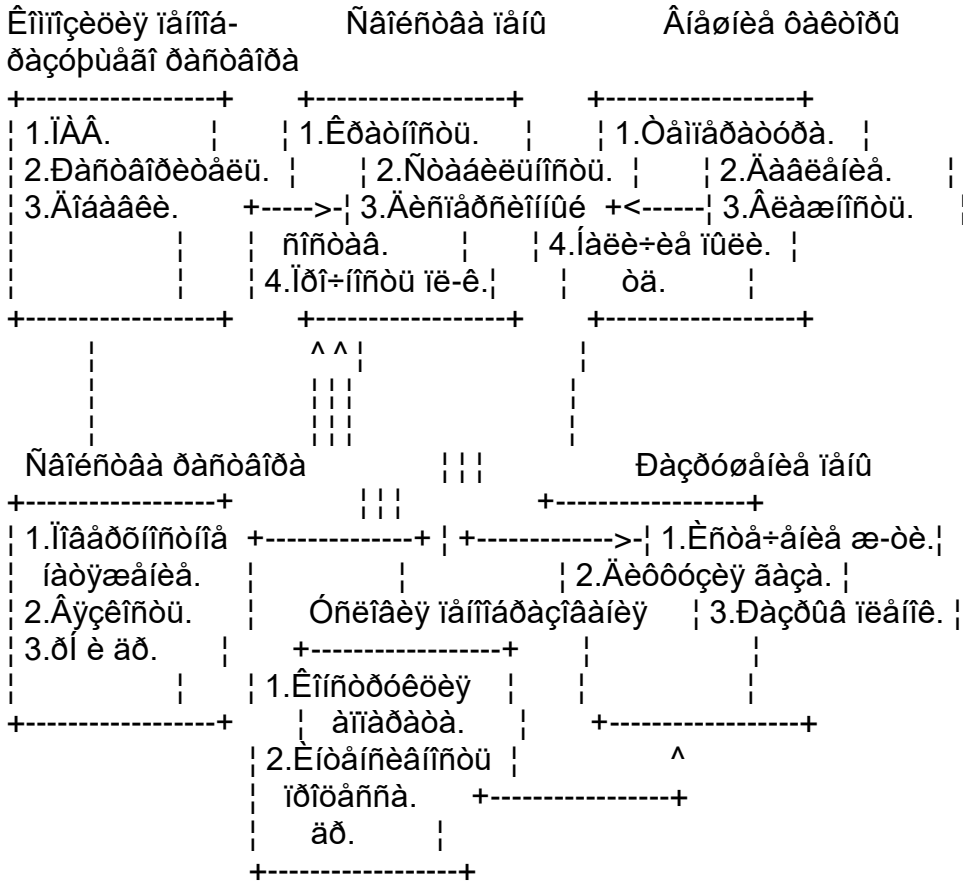 Êîìïîçèöèÿ ïåíîîá- Ñâîéñòâà ïåíû Âíåøíèå ôàêòîðû
ðàçóþùåãî ðàñòâîðà
+------------------+ +------------------+ +------------------+
¦ 1.ÏÀÂ. ¦ ¦ 1.Êðàòíîñòü. ¦ ¦ 1.Òåìïåðàòóðà. ¦
¦ 2.Ðàñòâîðèòåëü. ¦ ¦ 2.Ñòàáèëüíîñòü. ¦ ¦ 2.Äàâëåíèå. ¦
¦ 3.Äîáàâêè. +----->-¦ 3.Äèñïåðñèîííûé +<------¦ 3.Âëàæíîñòü. ¦
¦ ¦ ¦ ñîñòàâ. ¦ ¦ 4.Íàëè÷èå ïûëè. ¦
¦ ¦ ¦ 4.Ïðî÷íîñòü ïë-ê.¦ ¦ òä. ¦
+------------------+ +------------------+ +------------------+
¦ ^ ^ ¦ ¦
¦ ¦ ¦ ¦ ¦
¦ ¦ ¦ ¦ ¦
¦ ¦ ¦ ¦ ¦
Ñâîéñòâà ðàñòâîðà ¦ ¦ ¦ Ðàçðóøåíèå ïåíû
+------------------+ ¦ ¦ ¦ +------------------+
¦ 1.Ïîâåðõíîñòíîå +--------------+ ¦ +------------->-¦ 1.Èñòå÷åíèå æ-òè.¦
¦ íàòÿæåíèå. ¦ ¦ ¦ 2.Äèôôóçèÿ ãàçà. ¦
¦ 2.Âÿçêîñòü. ¦ Óñëîâèÿ ïåíîîáðàçîâàíèÿ ¦ 3.Ðàçðûâ ïëåíîê. ¦
¦ 3.ðÍ è äð. ¦ +------------------+ ¦ ¦
¦ ¦ ¦ 1.Êîíñòðóêöèÿ ¦ ¦ ¦
+------------------+ ¦ àïïàðàòà. ¦ +------------------+
¦ 2.Èíòåíñèâíîñòü ¦ ^
¦ ïðîöåññà. +-----------------+
¦ äð. ¦
+------------------+